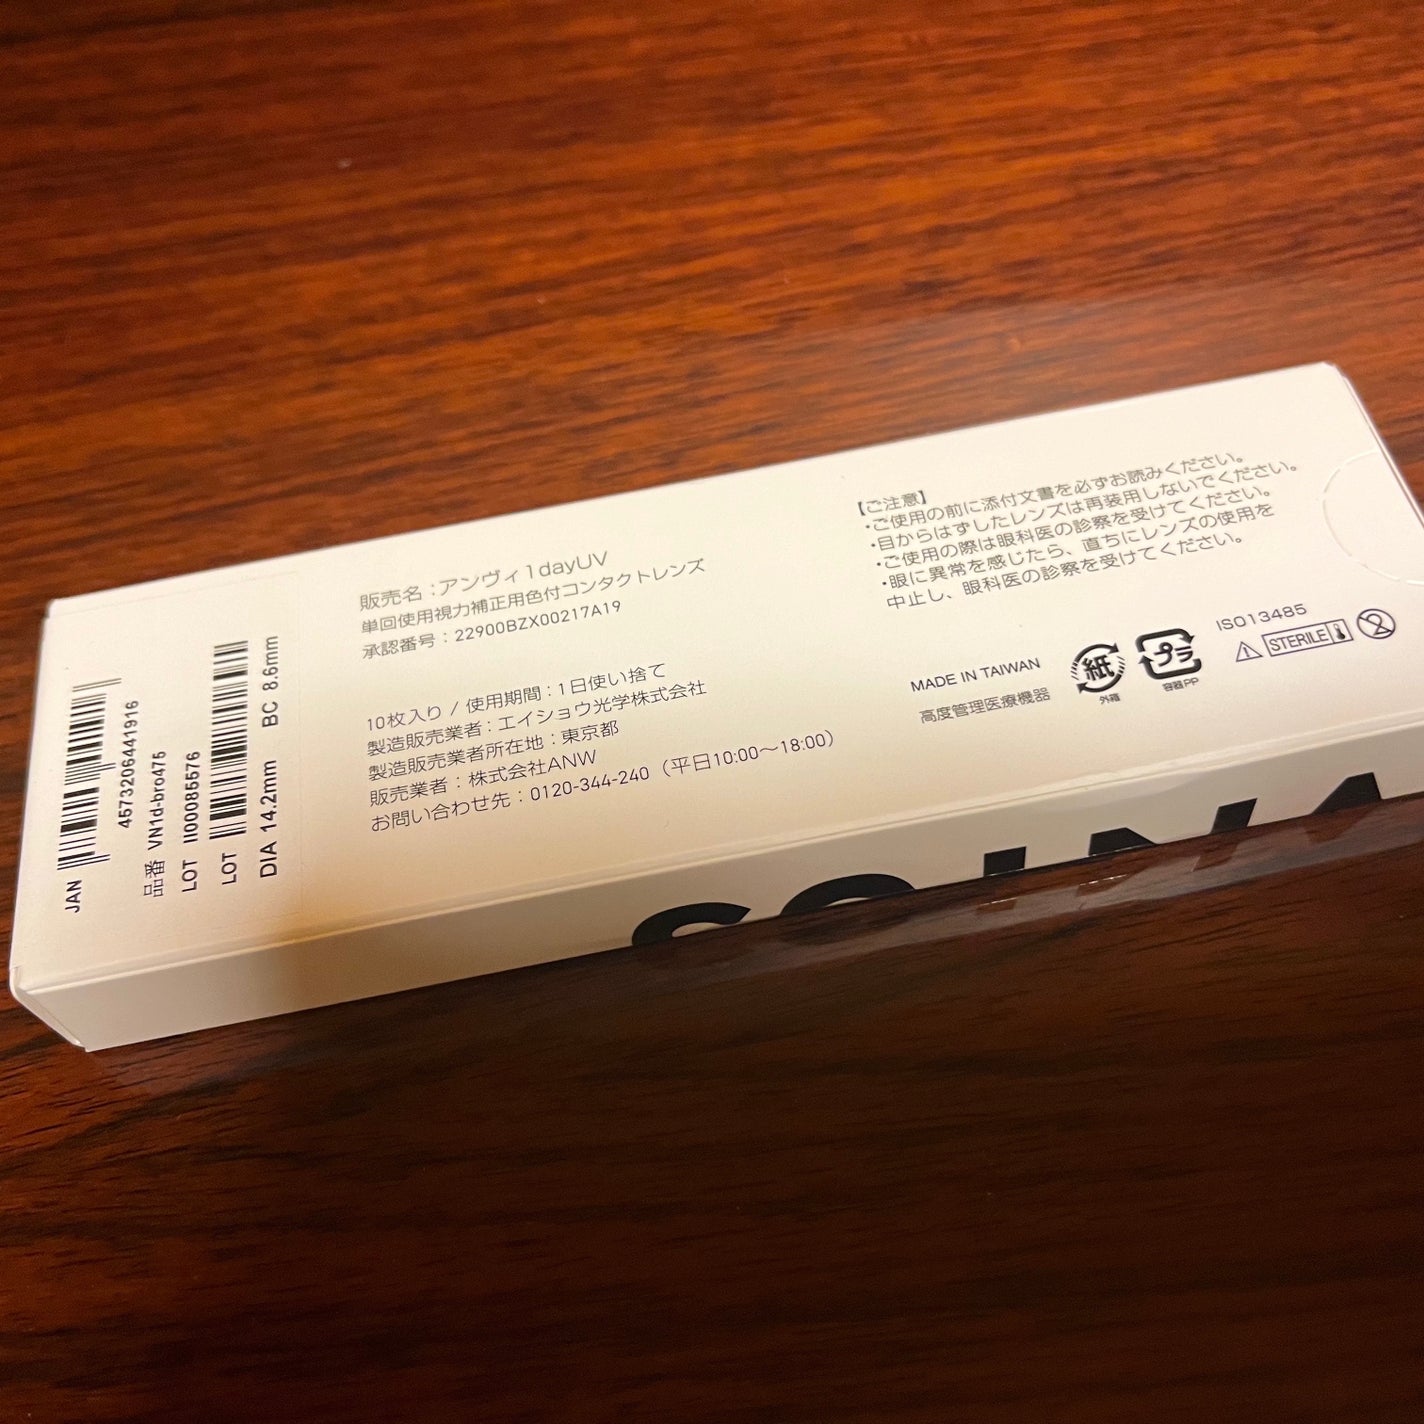 JAN
4573206441916
品番 VN1d-bro475
LOT II00085576
LOT
DIA 14.2mm BC 8.6mm
販売名：アンヴィ1dayUV
単回使用視力補正用色付コンタクトレンズ
承認番号：22900BZX00217A19
10枚入り / 使用期間：1日使い捨て
製造販売業者：エイショウ光学株式会社
製造販売業者所在地：東京都
販売業者：株式会社ANW
お問い合わせ先：0120-344-240（平日10:00〜18:00）
【ご注意】
・ご使用の前に添付文書を必ずお読みください。
・目からはずしたレンズは再装用しないでください。
・ご使用の際は眼科医の診察を受けてください。
・眼に異常を感じたら、直ちにレンズの使用を
中止し、眼科医の診察を受けてください。
MADE IN TAIWAN
高度管理医療機器
紙
外箱
プラ
容器PP
ISO13485
STERILE
2